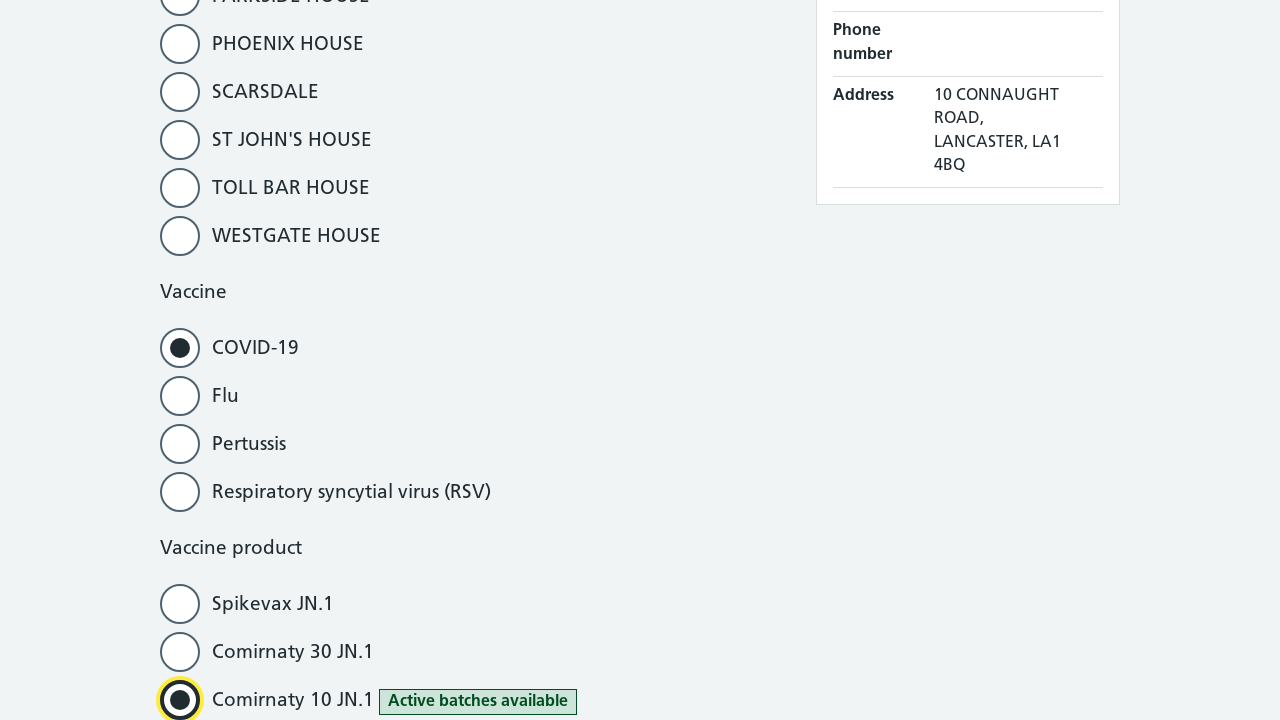 PARKSIDE HOUSE
PHOENIX HOUSE
SCARSDALE
ST JOHN'S HOUSE
TOLL BAR HOUSE
WESTGATE HOUSE
Vaccine
COVID-19
Flu
Pertussis
Respiratory syncytial virus (RSV)
Vaccine product
Spikevax JN.1
Comirnaty 30 JN.1
Comirnaty 10 JN.1 Active batches available
Phone
number
Address 10 CONNAUGHT
ROAD,
LANCASTER, LA1
4BQ